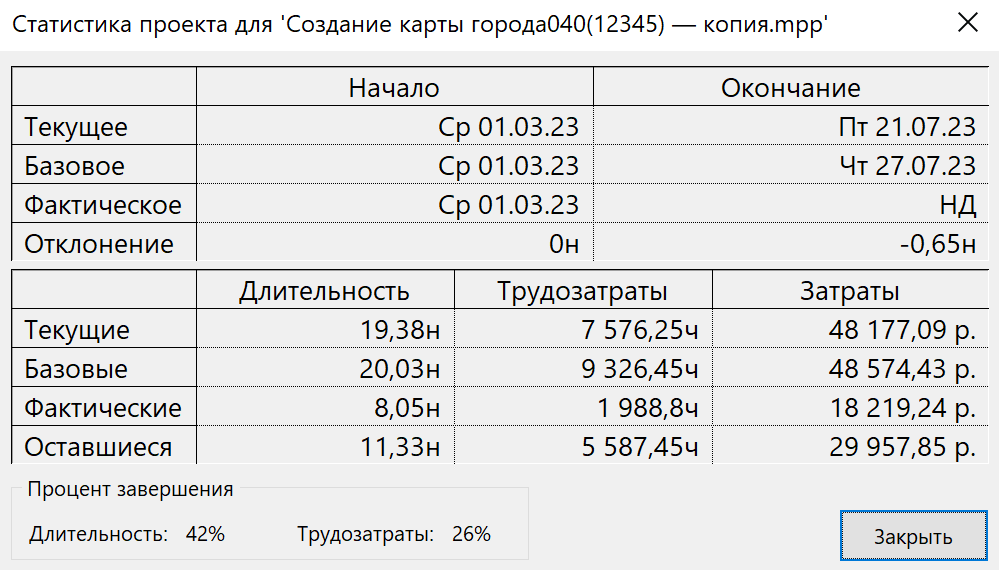 Статистика проекта для 'Создание карты города040(12345) — копия.mpp'
Начало Окончание
Текущее Ср 01.03.23 Пт 21.07.23
Базовое Ср 01.03.23 Чт 27.07.23
Фактическое Ср 01.03.23 НД
Отклонение 0н -0,65н
Длительность Трудозатраты Затраты
Текущие 19,38н 7 576,25ч 48 177,09 р.
Базовые 20,03н 9 326,45ч 48 574,43 р.
Фактические 8,05н 1 988,8ч 18 219,24 р.
Оставшиеся 11,33н 5 587,45ч 29 957,85 р.
Процент завершения
Длительность: 42% Трудозатраты: 26%
Закрыть